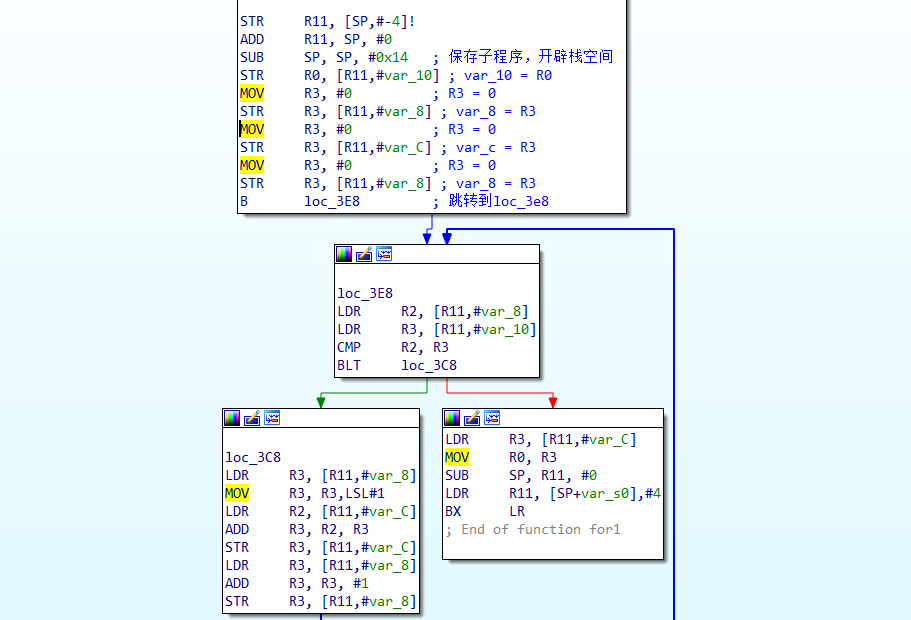 STR R11, [SP,#-4]!
ADD R11, SP, #0
SUB SP, SP, #0x14 ; 保存子程序，开辟栈空间
STR R0, [R11,#var_10] ; var_10 = R0
MOV R3, #0 ; R3 = 0
STR R3, [R11,#var_8] ; var_8 = R3
MOV R3, #0 ; R3 = 0
STR R3, [R11,#var_C] ; var_c = R3
MOV R3, #0 ; R3 = 0
STR R3, [R11,#var_8] ; var_8 = R3
B loc_3E8 ; 跳转到loc_3e8
loc_3E8
LDR R2, [R11,#var_8]
LDR R3, [R11,#var_10]
CMP R2, R3
BLT loc_3C8
loc_3C8
LDR R3, [R11,#var_8]
MOV R3, R3,LSL#1
LDR R2, [R11,#var_C]
ADD R3, R2, R3
STR R3, [R11,#var_C]
LDR R3, [R11,#var_8]
ADD R3, R3, #1
STR R3, [R11,#var_8]
LDR R3, [R11,#var_C]
MOV R0, R3
SUB SP, R11, #0
LDR R11, [SP+var_s0],#4
BX LR
; End of function for1